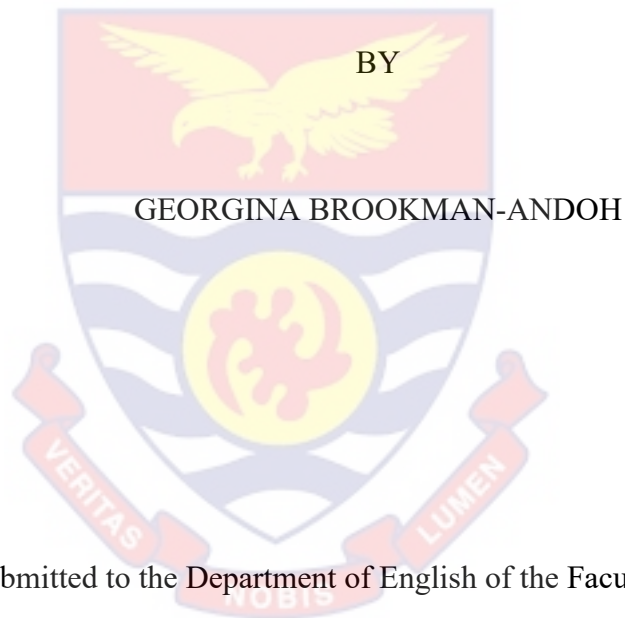 BY
GEORGINA BROOKMAN-ANDOH
VERITAS
LUMEN
bmitted to the Department of English of the Facu
NOBIS